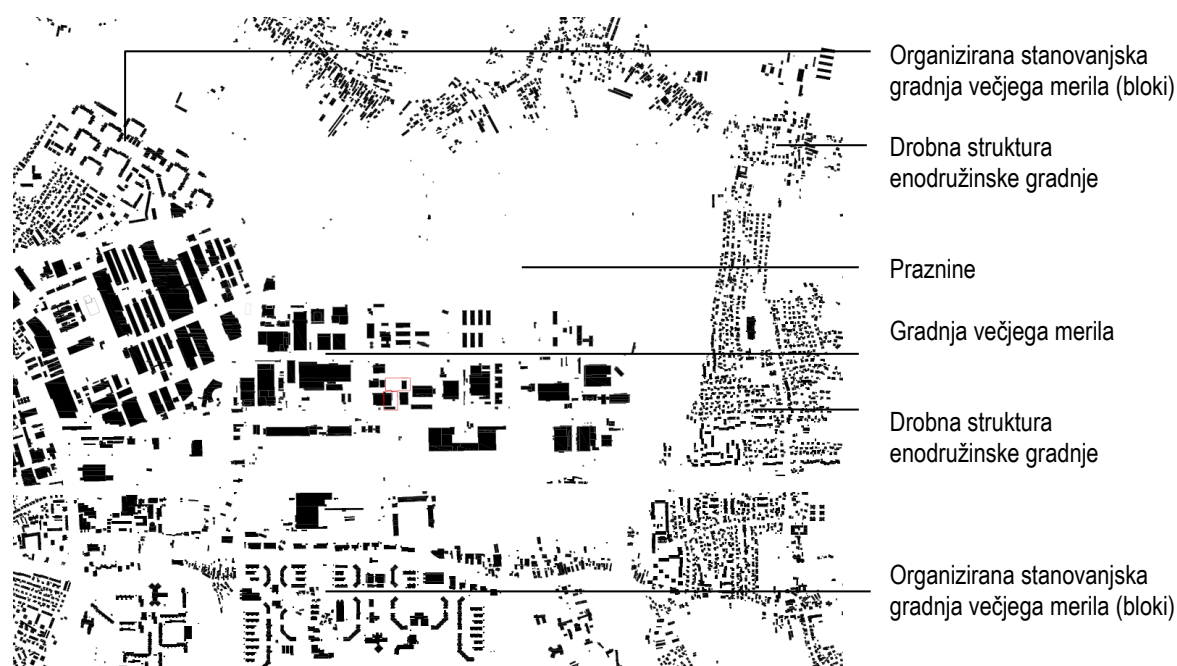 Organizirana stanovanjska
gradnja večjega merila (bloki)
Drobna struktura
enodružinske gradnje
Praznine
Gradnja večjega merila
Drobna struktura
enodružinske gradnje
Organizirana stanovanjska
gradnja večjega merila (bloki)